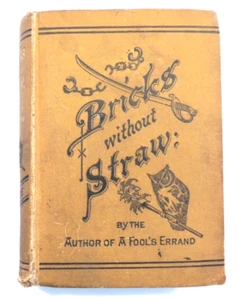 Bricks
without
Straw:
BY THE
AUTHOR OF A FOOL'S ERRAND